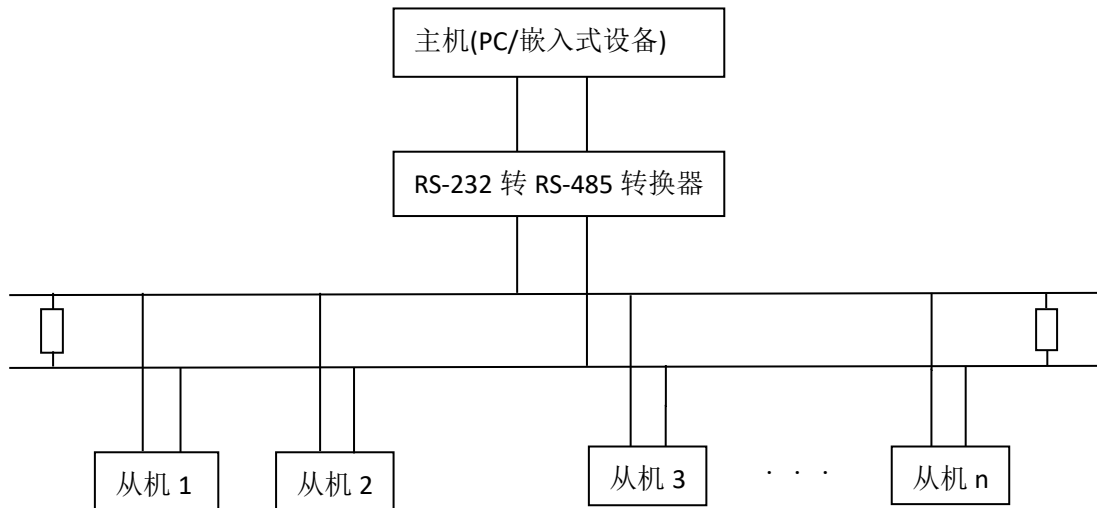 主机(PC/嵌入式设备)
RS-232 转 RS-485 转换器
从机 1
从机 2
从机 3
· · ·
从机 n